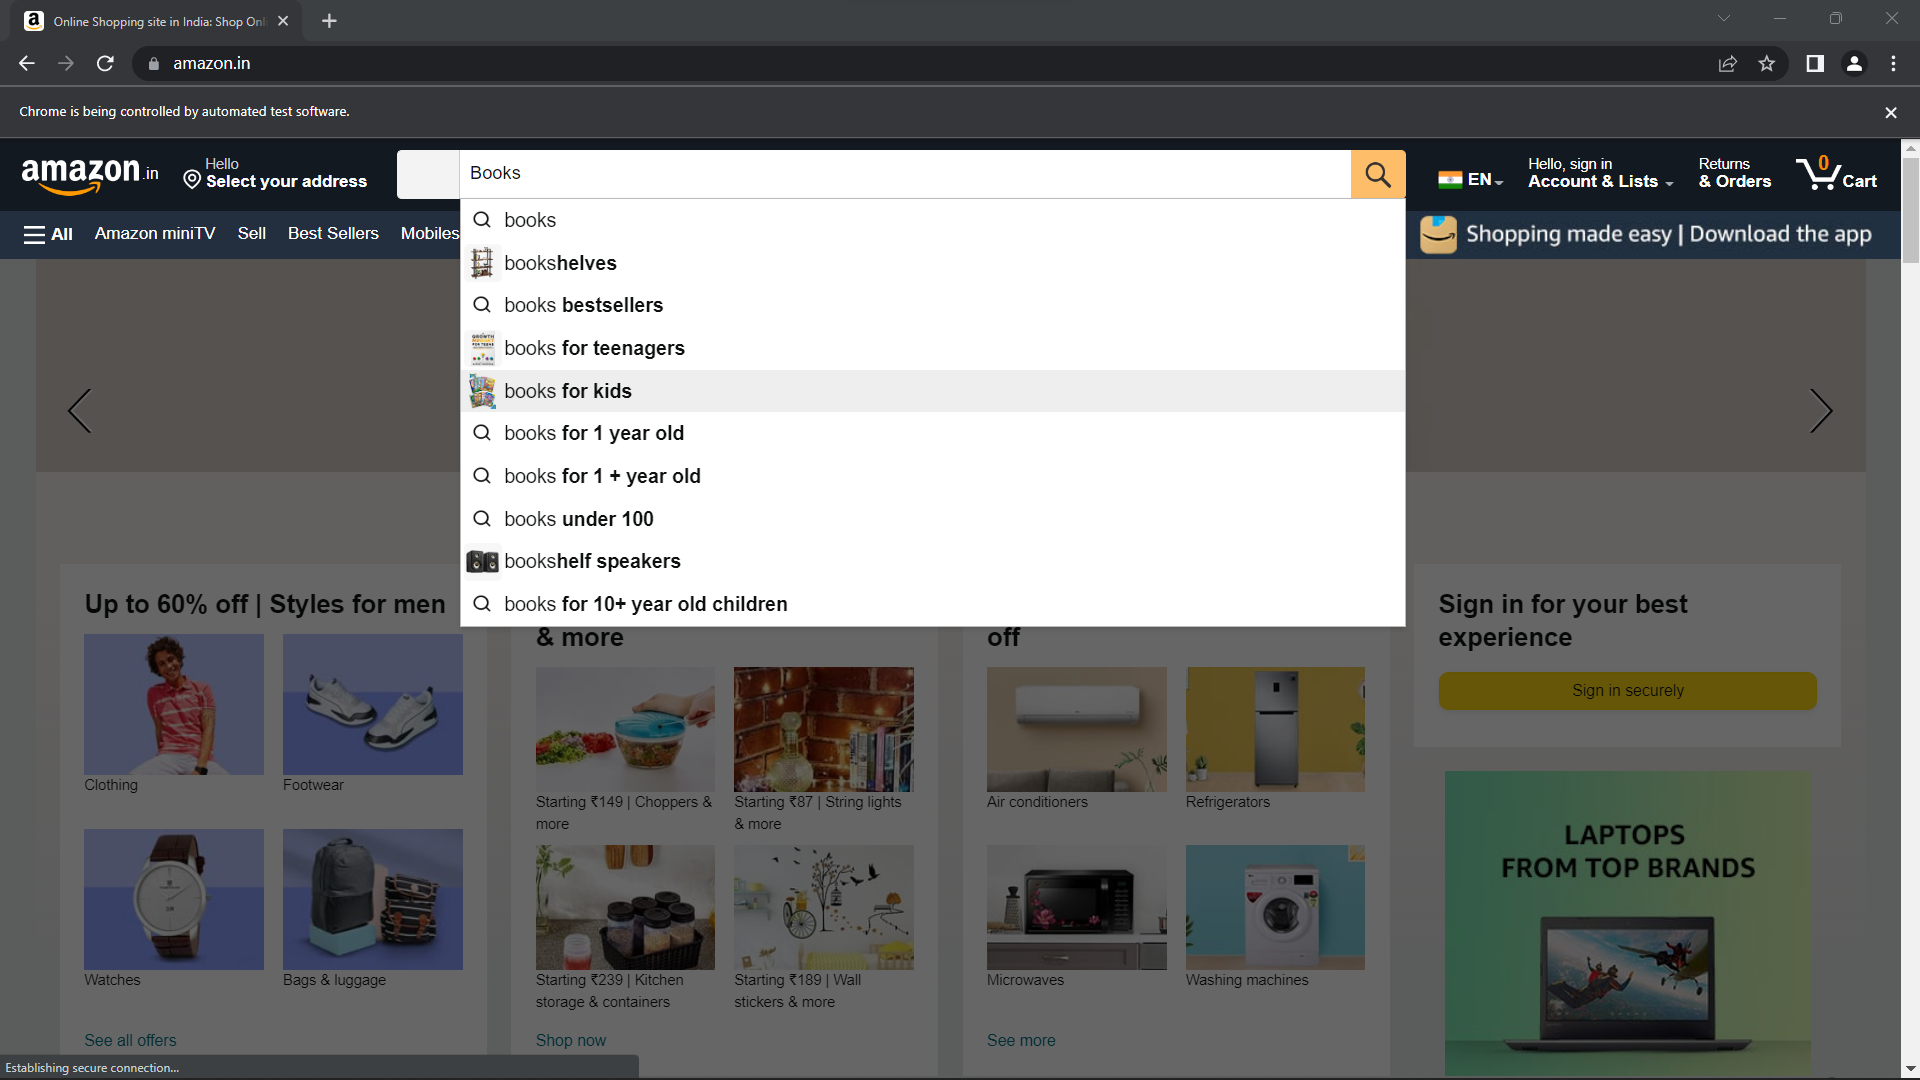 Online Shopping site in India: Shop Onl
amazon.in
Chrome is being controlled by automated test software.
amazon.in
Hello
Select your address
Books
EN
Hello, sign in
Account & Lists
Returns
& Orders
0
Cart
All
Amazon miniTV
Sell
Best Sellers
Mobiles
Shopping made easy | Download the app
books
bookshelves
books bestsellers
books for teenagers
books for kids
books for 1 year old
books for 1 + year old
books under 100
bookshelf speakers
books for 10+ year old children
Up to 60% off | Styles for men
Clothing
Footwear
Watches
Bags & luggage
See all offers
& more
Starting ₹149 | Choppers &
more
Starting ₹87 | String lights
& more
Starting ₹239 | Kitchen
storage & containers
Starting ₹189 | Wall
stickers & more
Shop now
off
Air conditioners
Refrigerators
Microwaves
Washing machines
See more
Sign in for your best
experience
Sign in securely
LAPTOPS
FROM TOP BRANDS
Establishing secure connection...